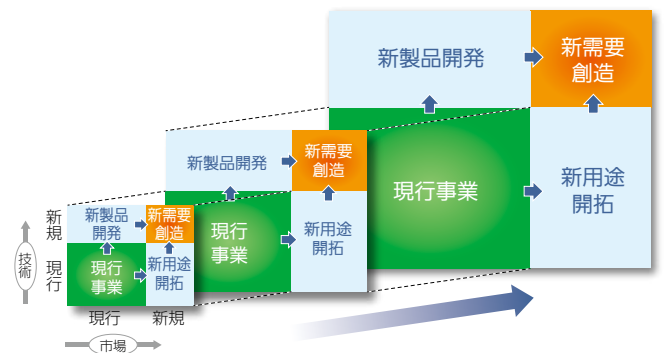 新製品開発
新需要
創造
現行事業
新用途
開拓
新製品開発
新需要
創造
現行
事業
新用途
開拓
新製品
開発
新需要
創造
現行
事業
新用途
開拓
新規
現行
技術
現行
新規
市場